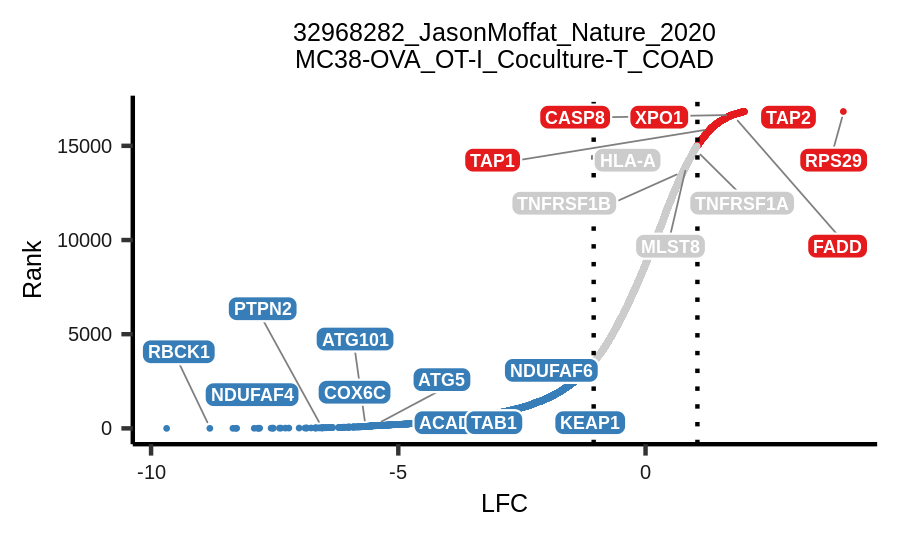 32968282_JasonMoffat_Nature_2020
MC38-OVA_OT-I_Coculture-T_COAD
Rank
15000
10000
5000
0
CASP8
XPO1
TAP2
TAP1
HLA-A
RPS29
TNFRSF1B
TNFRSF1A
MLST8
FADD
PTPN2
ATG101
RBCK1
NDUFAF6
ATG5
NDUFAF4
COX6C
TAB1
KEAP1
-10
-5
0
LFC